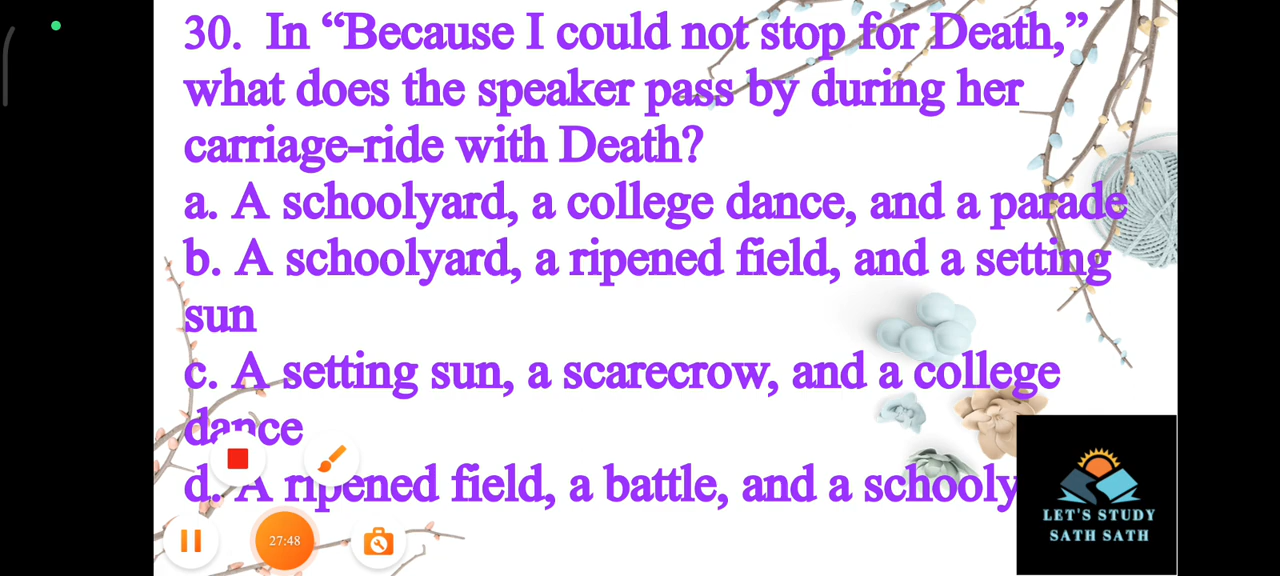 30. In “Because I could not stop for Death,”
what does the speaker pass by during her
carriage-ride with Death?
a. A schoolyard, a college dance, and a parade
b. A schoolyard, a ripened field, and a setting
sun
c. A setting sun, a scarecrow, and a college
dance
d. A ripened field, a battle, and a schooly
27:48
LET'S STUDY
SATH SATH